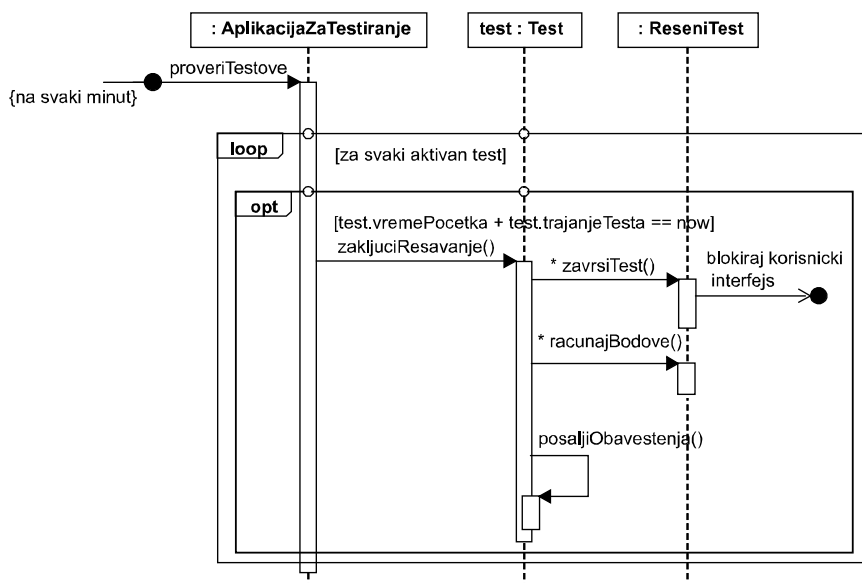 : AplikacijaZaTestiranje
test : Test
: ReseniTest
proveriTestove
{na svaki minut}
loop
[za svaki aktivan test]
opt
[test.vremePocetka + test.trajanjeTesta == now]
zakljuciResavanje()
* zavrsiTest()
blokiraj korisnicki
interfejs
* racunajBodove()
posaljiObavestenja()